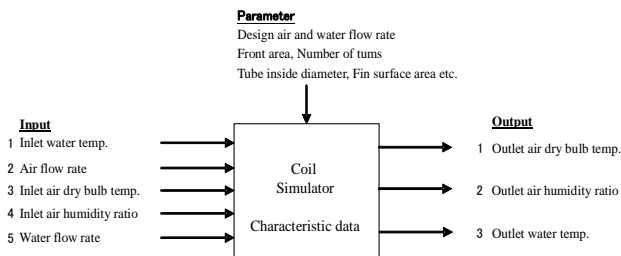 Parameter
Design air and water flow rate
Front area, Number of tums
Tube inside diameter, Fin surface area etc.
Input
1 Inlet water temp.
2 Air flow rate
3 Inlet air dry bulb temp.
4 Inlet air humidity ratio
5 Water flow rate
Coil
Simulator
Characteristic data
Output
1 Outlet air dry bulb temp.
2 Outlet air humidity ratio
3 Outlet water temp.